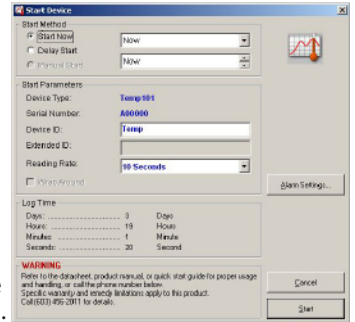 Start Device
Start Method
Start Now
Now
Delay Start
Manual Start
Now
Start Parameters
Device Type: Temp101
Serial Number: A00000
Device ID: Temp
Extended ID:
Reading Rate: 10 Seconds
Wrap Around
Alarm Settings...
Log Time
Days: 3 Days
Hours: 19 Hours
Minutes: 1 Minute
Seconds: 20 Second
WARNING
Refer to the datasheet, product manual, or quick start guide for proper usage
and handling, or call the phone number below.
Specific warranty and remedy limitations apply to this product.
Call (603) 456-2011 for details.
Cancel
Start